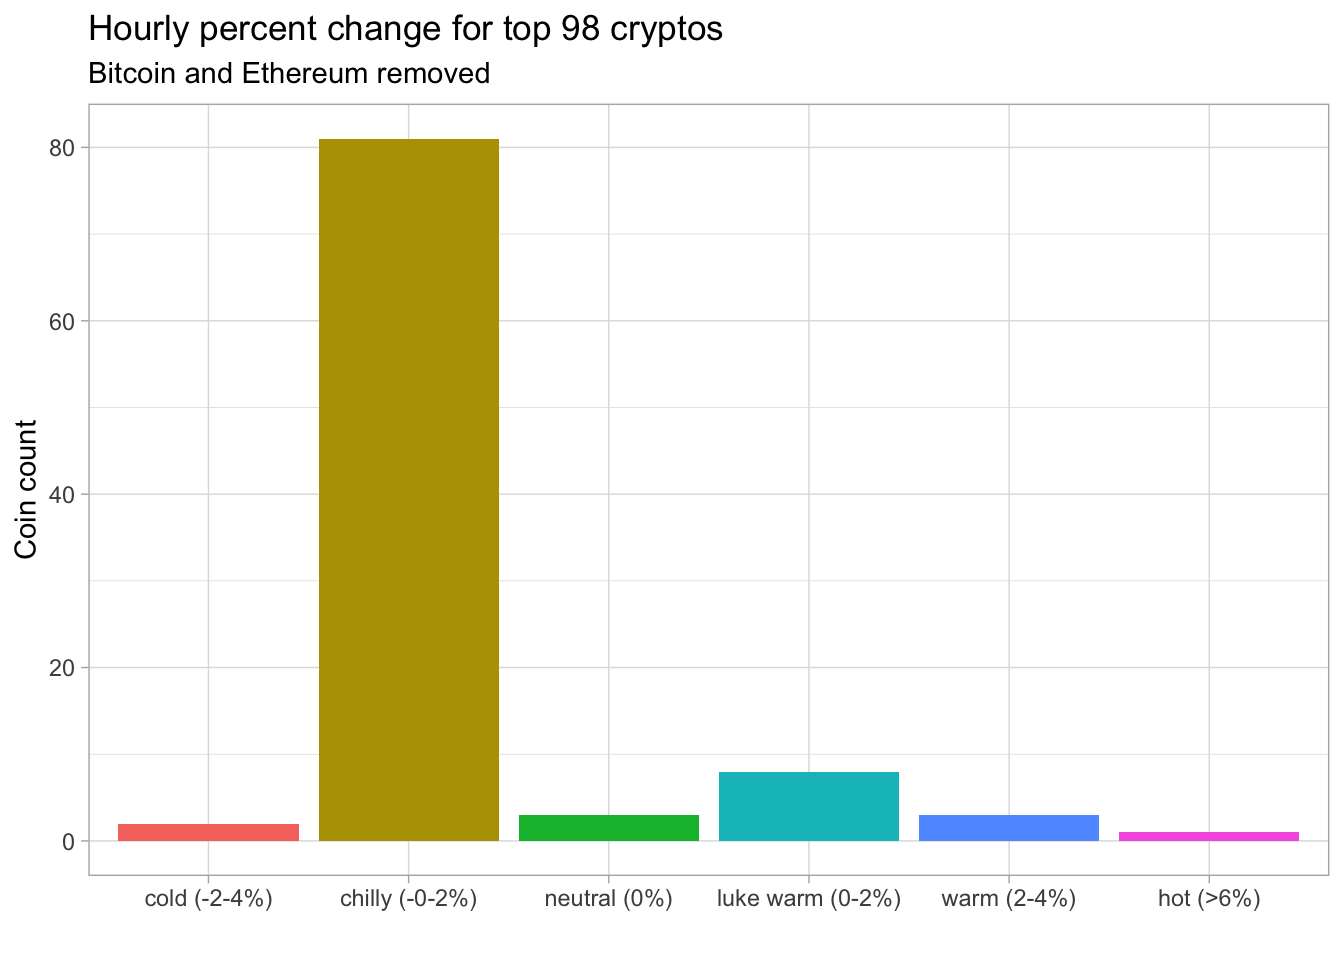 Hourly percent change for top 98 cryptos
Bitcoin and Ethereum removed
80
60
40
20
0
Coin count
cold (-2-4%)
chilly (-0-2%)
neutral (0%)
luke warm (0-2%)
warm (2-4%)
hot (>6%)